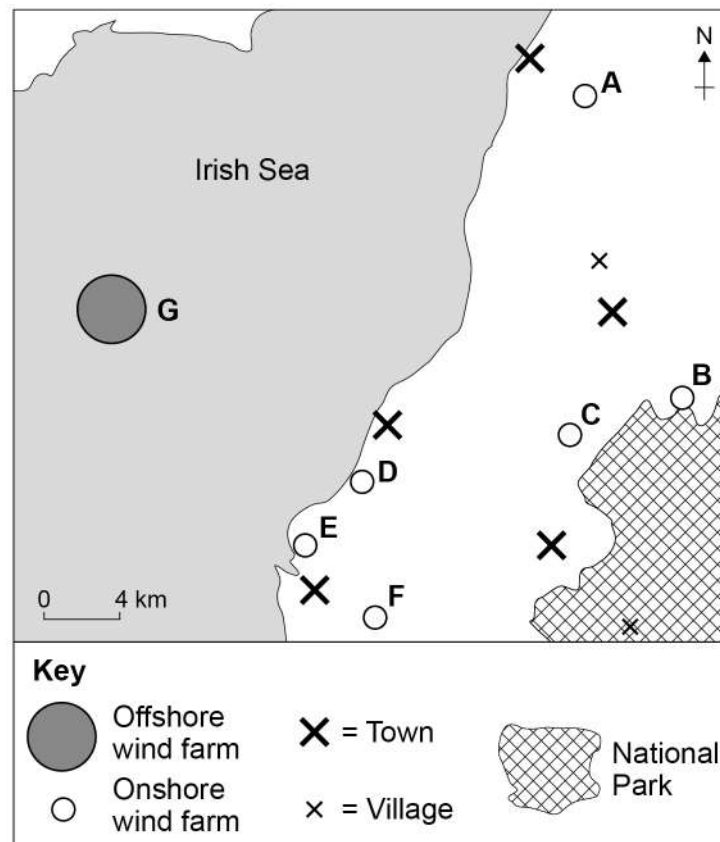 N
A
Irish Sea
G
B
C
D
E
F
0 4 km
Key
Offshore
wind farm
= Town
National
Park
Onshore
wind farm
= Village